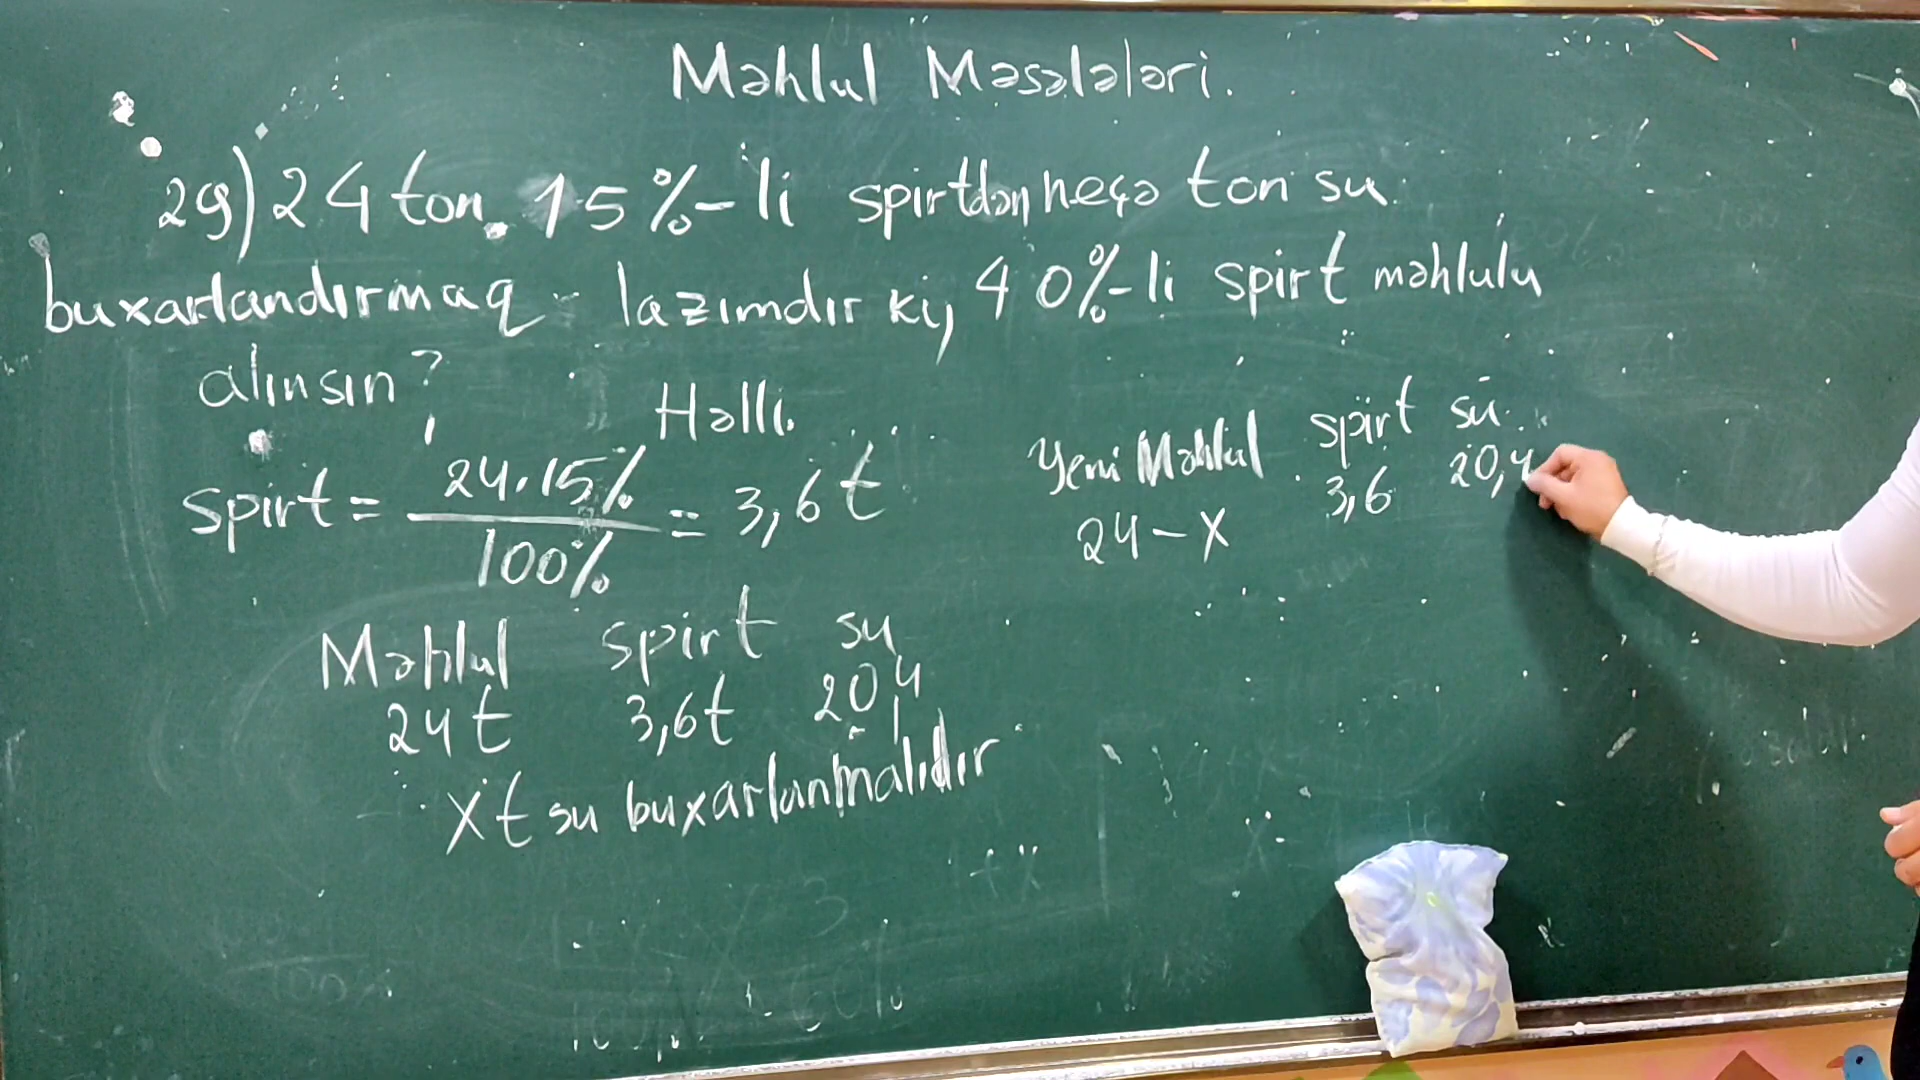 Məhlul Məsələləri.
29) 24 ton 15%-li spirtdən neçə ton su
buxarlandırmaq lazımdır ki, 40%-li spirt məhlulu
alınsın?
Həlli.
spirt = 24.15% / 100% = 3,6 t
Məhlul spirt su
24 t 3,6 t 20,4
x t su buxarlanmalıdır
Yeni Məhlul spirt su
24-x 3,6 20,4